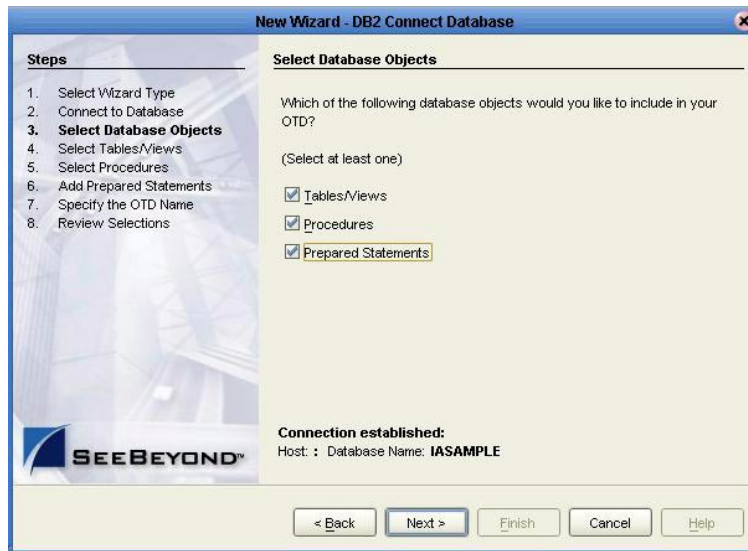 New Wizard - DB2 Connect Database
Steps
1. Select Wizard Type
2. Connect to Database
3. Select Database Objects
4. Select Tables/Views
5. Select Procedures
6. Add Prepared Statements
7. Specify the OTD Name
8. Review Selections
SEEBEYOND™
Select Database Objects
Which of the following database objects would you like to include in your
OTD?
(Select at least one)
Tables/Views
Procedures
Prepared Statements
Connection established:
Host: : Database Name: IASAMPLE
< Back
Next >
Finish
Cancel
Help